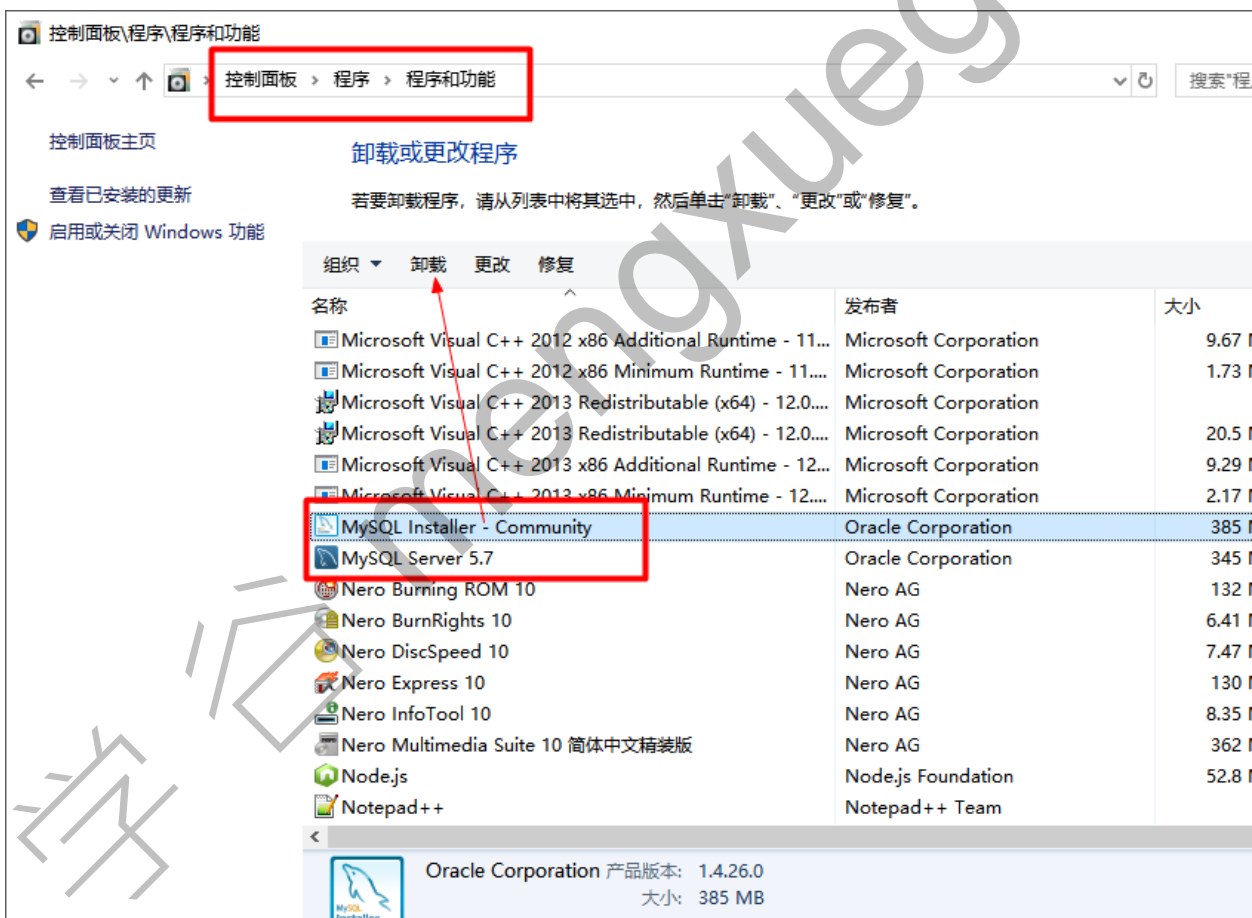 控制面板\程序\程序和功能
控制面板 > 程序 > 程序和功能
搜索"程
控制面板主页
卸载或更改程序
查看已安装的更新
若要卸载程序，请从列表中将其选中，然后单击"卸载"、"更改"或"修复"。
启用或关闭 Windows 功能
组织 卸载 更改 修复
名称 发布者 大小
Microsoft Visual C++ 2012 x86 Additional Runtime - 11... Microsoft Corporation 9.67
Microsoft Visual C++ 2012 x86 Minimum Runtime - 11.... Microsoft Corporation 1.73
Microsoft Visual C++ 2013 Redistributable (x64) - 12.0.... Microsoft Corporation
Microsoft Visual C++ 2013 Redistributable (x64) - 12.0.... Microsoft Corporation 20.5
Microsoft Visual C++ 2013 x86 Additional Runtime - 12... Microsoft Corporation 9.29
Microsoft Visual C++ 2013 x86 Minimum Runtime - 12.... Microsoft Corporation 2.17
MySQL Installer - Community Oracle Corporation 385
MySQL Server 5.7 Oracle Corporation 345
Nero Burning ROM 10 Nero AG 132
Nero BurnRights 10 Nero AG 6.41
Nero DiscSpeed 10 Nero AG 7.47
Nero Express 10 Nero AG 130
Nero InfoTool 10 Nero AG 8.35
Nero Multimedia Suite 10 简体中文精装版 Nero AG 362
Node.js Node.js Foundation 52.8
Notepad++ Notepad++ Team
Oracle Corporation 产品版本: 1.4.26.0
大小: 385 MB
MySQL
Installer
学谷 mengxueg